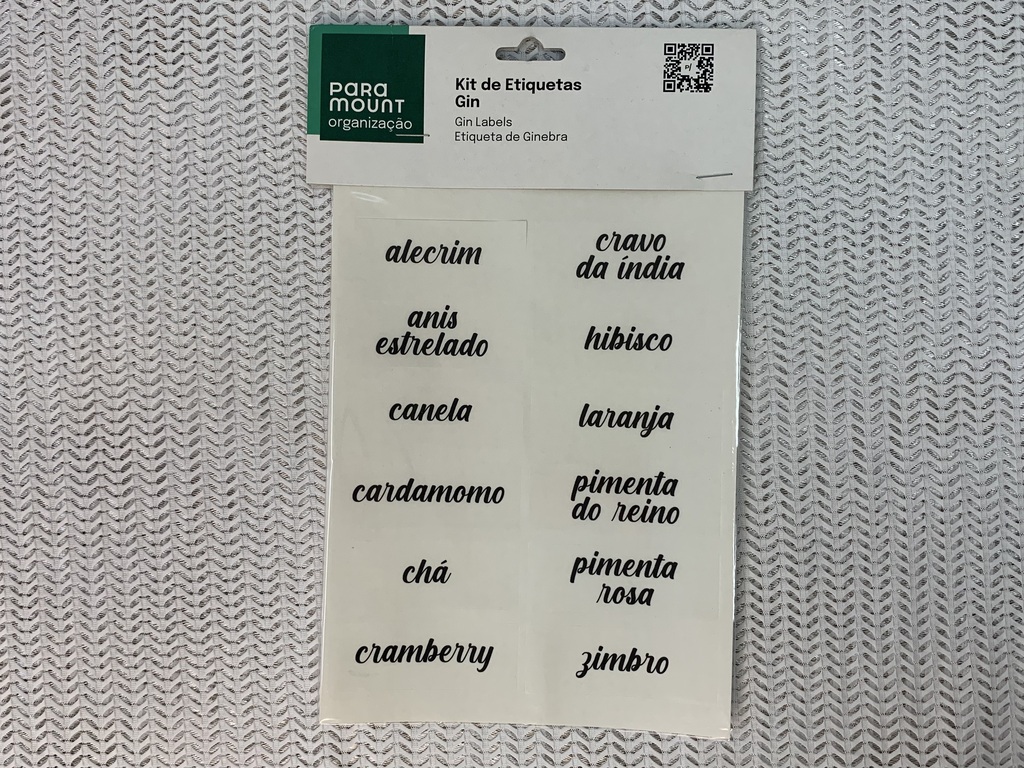 PARA
MOUNT
organização
Kit de Etiquetas
Gin
Gin Labels
Etiqueta de Ginebra
alecrim
anis
estrelado
canela
cardamomo
chá
cramberry
cravo
da índia
hibisco
laranja
pimenta
do reino
pimenta
rosa
zimbro